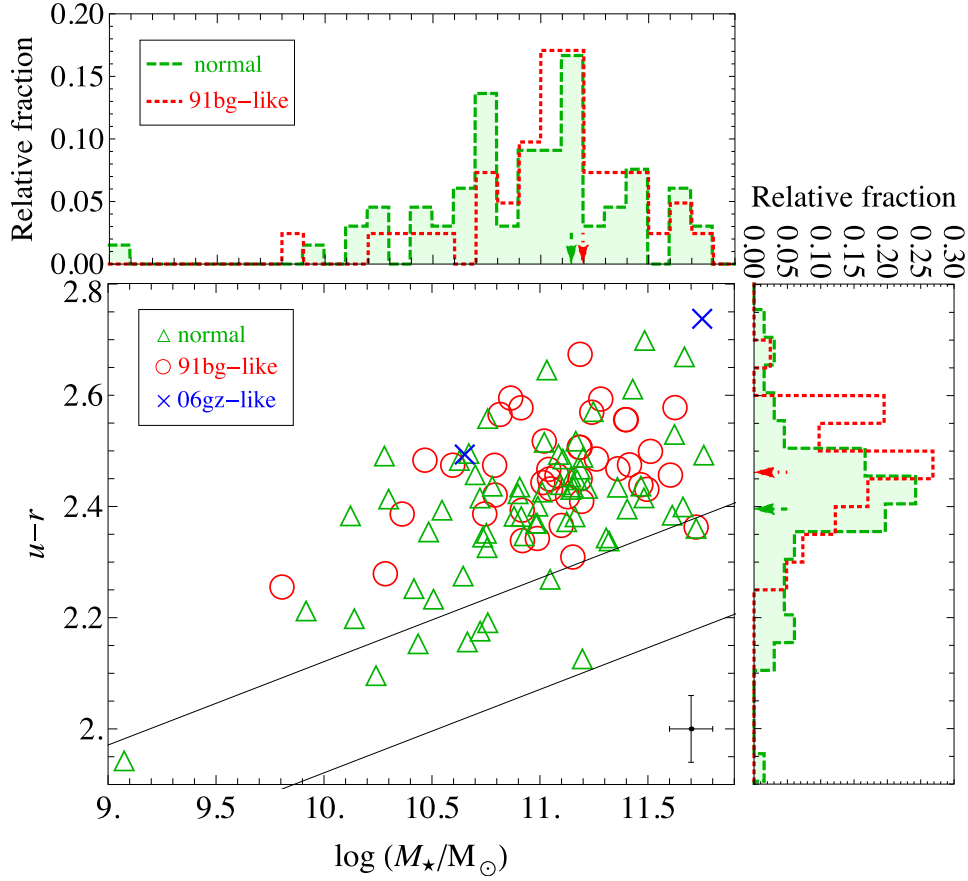 0.20
0.15
0.10
0.05
0.00
Relative fraction
normal
91bg−like
Relative fraction
0.00 0.05 0.10 0.15 0.20 0.25 0.30
2.8
2.6
2.4
2.2
2.
u−r
normal
91bg−like
06gz−like
9. 9.5 10. 10.5 11. 11.5
log (M⋆/M⊙)